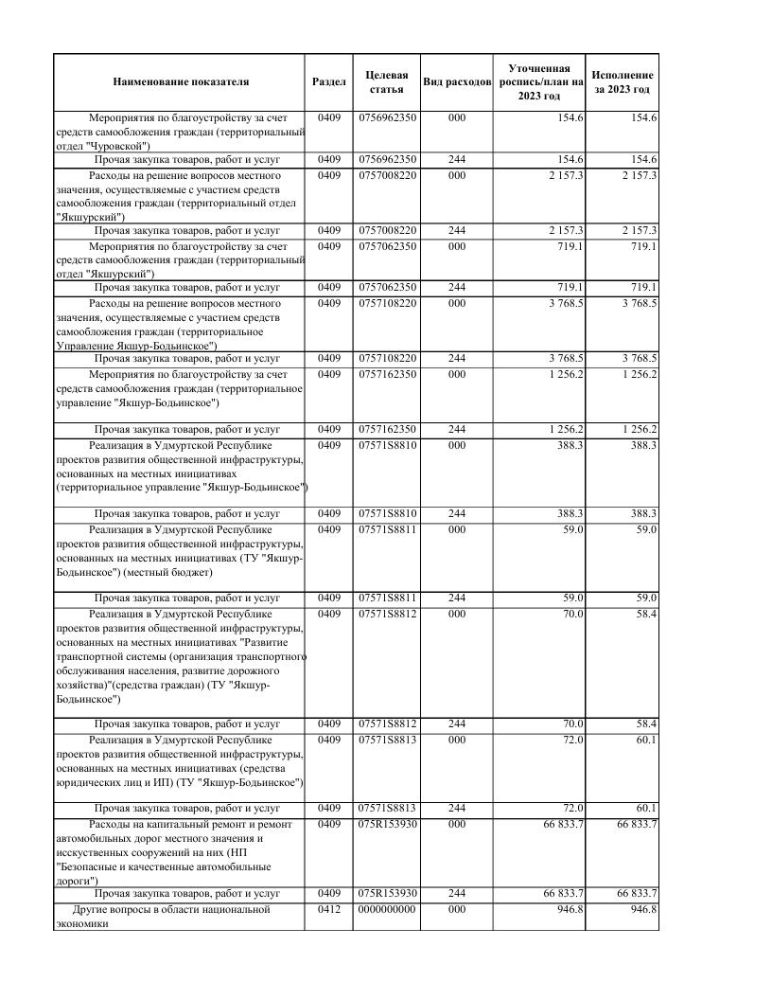 Наименование показателя Раздел Целевая статья Вид расходов Уточненная роспись/план на 2023 год Исполнение за 2023 год
Мероприятия по благоустройству за счет 0409 0756962350 000 154.6 154.6
средств самообложения граждан (территориальный
отдел "Чуровской")
Прочая закупка товаров, работ и услуг 0409 0756962350 244 154.6 154.6
Расходы на решение вопросов местного 0409 0757008220 000 2 157.3 2 157.3
значения, осуществляемые с участием средств
самообложения граждан (территориальный отдел
"Якшурский")
Прочая закупка товаров, работ и услуг 0409 0757008220 244 2 157.3 2 157.3
Мероприятия по благоустройству за счет 0409 0757062350 000 719.1 719.1
средств самообложения граждан (территориальный
отдел "Якшурский")
Прочая закупка товаров, работ и услуг 0409 0757062350 244 719.1 719.1
Расходы на решение вопросов местного 0409 0757108220 000 3 768.5 3 768.5
значения, осуществляемые с участием средств
самообложения граждан (территориальное
Управление Якшур-Бодьинское")
Прочая закупка товаров, работ и услуг 0409 0757108220 244 3 768.5 3 768.5
Мероприятия по благоустройству за счет 0409 0757162350 000 1 256.2 1 256.2
средств самообложения граждан (территориальное
управление "Якшур-Бодьинское")
Прочая закупка товаров, работ и услуг 0409 0757162350 244 1 256.2 1 256.2
Реализация в Удмуртской Республике 0409 07571S8810 000 388.3 388.3
проектов развития общественной инфраструктуры,
основанных на местных инициативах
(территориальное управление "Якшур-Бодьинское")
Прочая закупка товаров, работ и услуг 0409 07571S8810 244 388.3 388.3
Реализация в Удмуртской Республике 0409 07571S8811 000 59.0 59.0
проектов развития общественной инфраструктуры,
основанных на местных инициативах (ТУ "Якшур-
Бодьинское") (местный бюджет)
Прочая закупка товаров, работ и услуг 0409 07571S8811 244 59.0 59.0
Реализация в Удмуртской Республике 0409 07571S8812 000 70.0 58.4
проектов развития общественной инфраструктуры,
основанных на местных инициативах "Развитие
транспортной системы (организация транспортного
обслуживания населения, развитие дорожного
хозяйства)"(средства граждан) (ТУ "Якшур-
Бодьинское")
Прочая закупка товаров, работ и услуг 0409 07571S8812 244 70.0 58.4
Реализация в Удмуртской Республике 0409 07571S8813 000 72.0 60.1
проектов развития общественной инфраструктуры,
основанных на местных инициативах (средства
юридических лиц и ИП) (ТУ "Якшур-Бодьинское")
Прочая закупка товаров, работ и услуг 0409 07571S8813 244 72.0 60.1
Расходы на капитальный ремонт и ремонт 0409 075R153930 000 66 833.7 66 833.7
автомобильных дорог местного значения и
исскуственных сооружений на них (НП
"Безопасные и качественные автомобильные
дороги")
Прочая закупка товаров, работ и услуг 0409 075R153930 244 66 833.7 66 833.7
Другие вопросы в области национальной 0412 0000000000 000 946.8 946.8
экономики